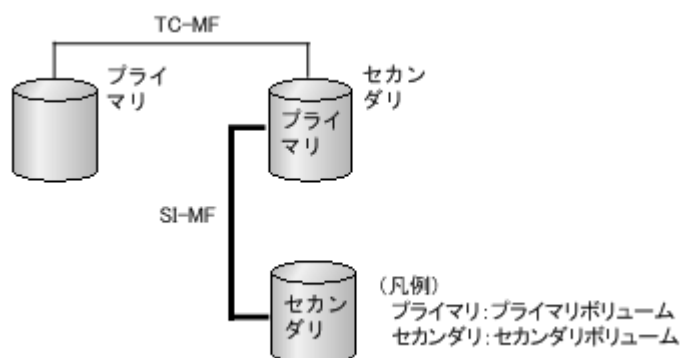 TC-MF
プライ
マリ
セカン
ダリ
プライ
マリ
SI-MF
セカン
ダリ
（凡例）
プライマリ：プライマリボリューム
セカンダリ：セカンダリボリューム